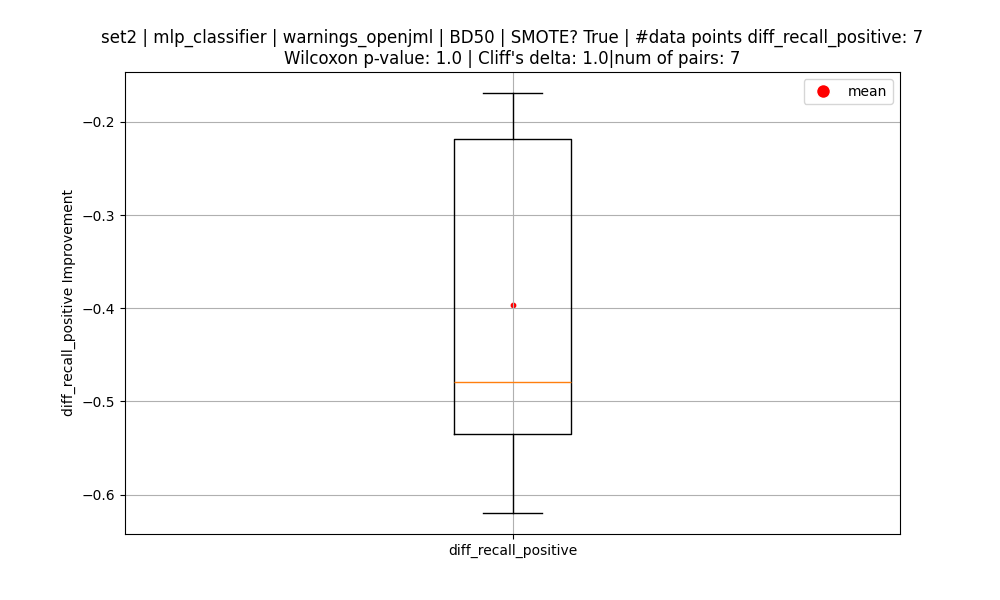 set2 | mlp_classifier | warnings_openjml | BD50 | SMOTE? True | #data points diff_recall_positive: 7
Wilcoxon p-value: 1.0 | Cliff's delta: 1.0|num of pairs: 7
mean
−0.2
−0.3
−0.4
−0.5
−0.6
diff_recall_positive Improvement
diff_recall_positive